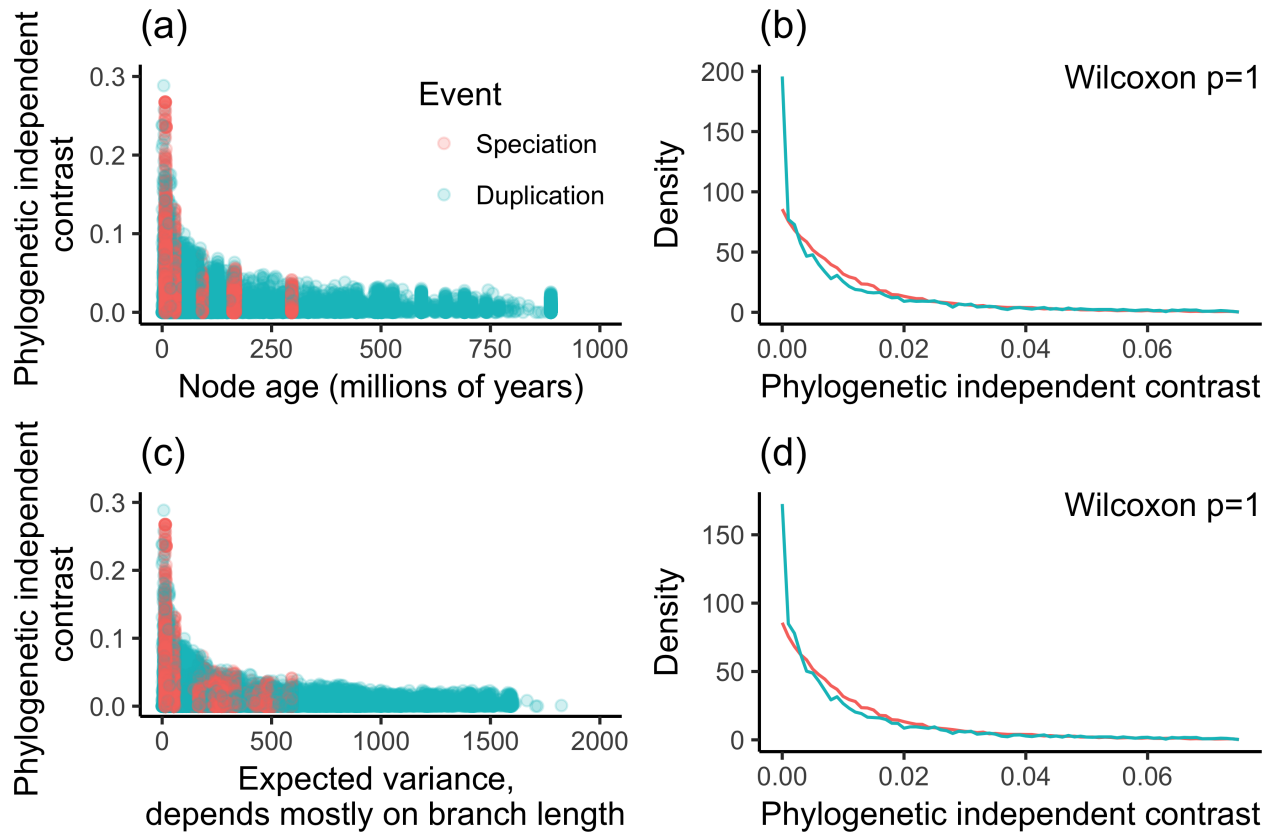 (a)
Phylogenetic independent
contrast
0.3
0.2
0.1
0.0
Event
Speciation
Duplication
0 250 500 750 1000
Node age (millions of years)
(b)
Density
200
150
100
50
0
Wilcoxon p=1
0.00 0.02 0.04 0.06
Phylogenetic independent contrast
(c)
Phylogenetic independent
contrast
0.3
0.2
0.1
0.0
0 500 1000 1500 2000
Expected variance,
depends mostly on branch length
(d)
Density
150
100
50
0
Wilcoxon p=1
0.00 0.02 0.04 0.06
Phylogenetic independent contrast